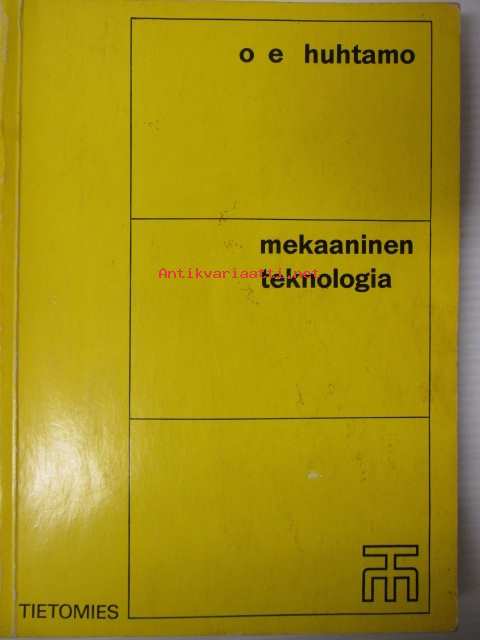 o e huhtamo
mekaaninen
Antikvariaatti.net
teknologia
TIETOMIES